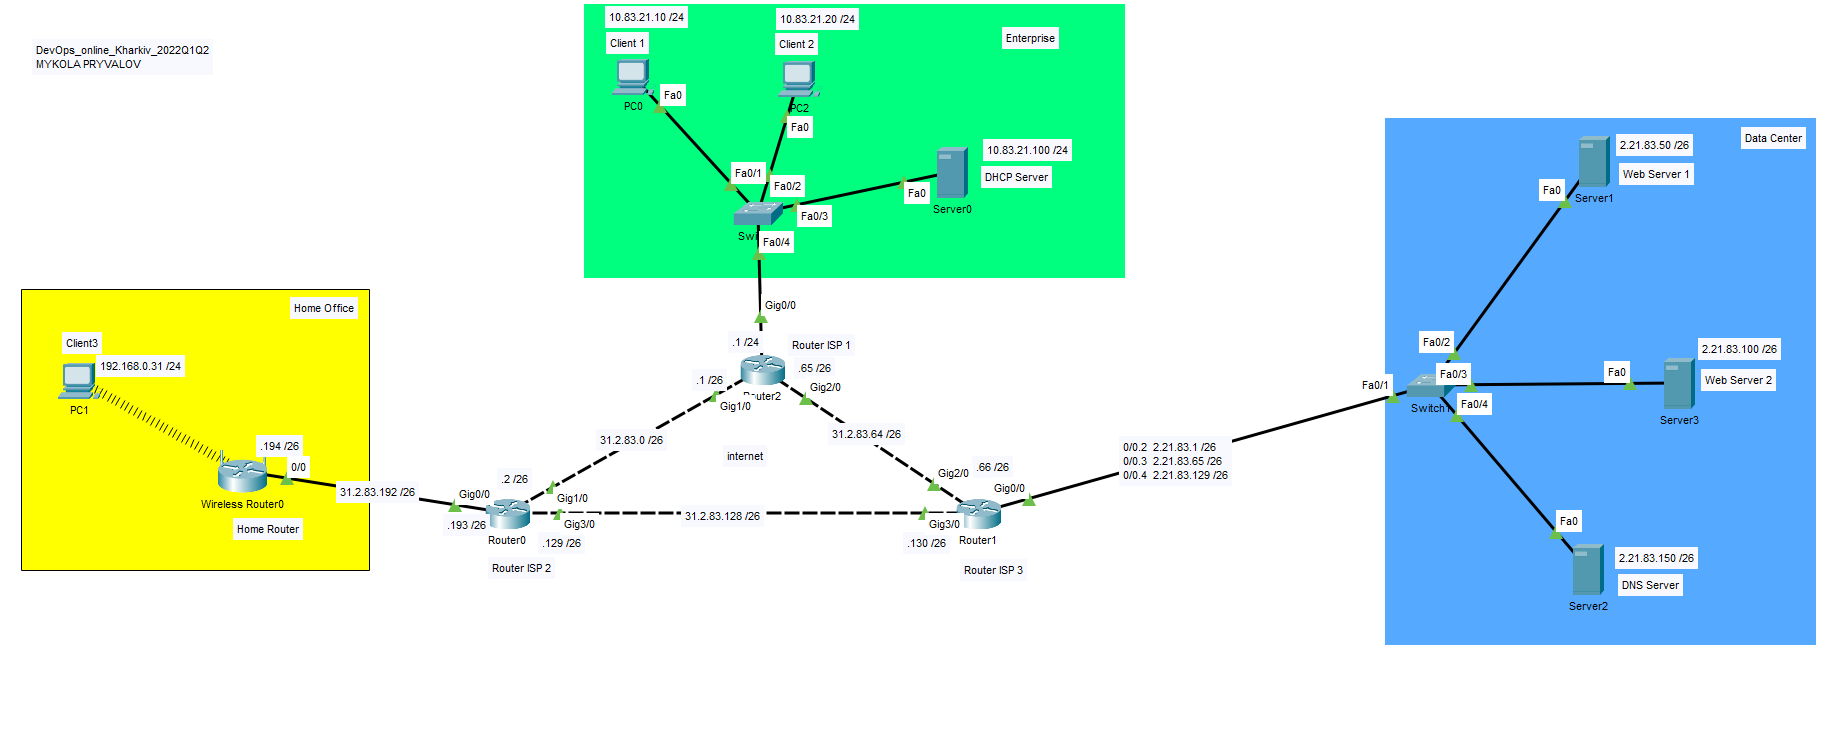 DevOps_online_Kharkiv_2022Q1Q2
MYKOLA PRYVALOV
10.83.21.10 /24
Client 1
PC0
Fa0
10.83.21.20 /24
Client 2
PC2
Fa0
Enterprise
10.83.21.100 /24
DHCP Server
Server0
Fa0
Fa0/1
Fa0/2
Fa0/3
Fa0/4
Gig0/0
.1 /24
Router ISP 1
.65 /26
Gig2/0
.1 /26
Gig1/0
31.2.83.0 /26
31.2.83.64 /26
internet
Home Office
Client3
192.168.0.31 /24
PC1
.194 /26
0/0
Wireless Router0
Home Router
31.2.83.192 /26
Gig0/0
.193 /26
.2 /26
Gig1/0
Gig3/0
Router0
.129 /26
Router ISP 2
31.2.83.128 /26
Gig2/0
.66 /26
Gig0/0
Gig3/0
.130 /26
Router1
Router ISP 3
0/0.2 2.21.83.1 /26
0/0.3 2.21.83.65 /26
0/0.4 2.21.83.129 /26
Data Center
2.21.83.50 /26
Web Server 1
Fa0
Server1
Fa0/2
Fa0/1
Fa0/3
Fa0/4
Switch1
2.21.83.100 /26
Web Server 2
Fa0
Server3
Fa0
2.21.83.150 /26
DNS Server
Server2